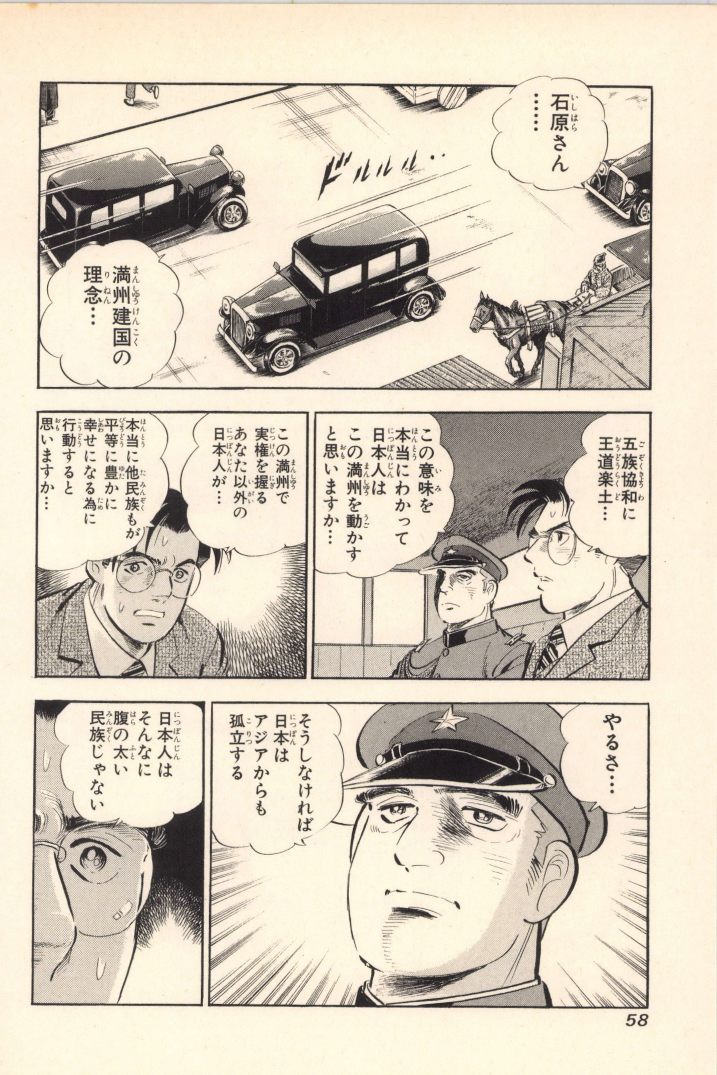 石原さん
……
ドルルル‥
満州建国の
理念…
五族協和に
王道楽土…
この意味を
本当にわかって
日本人は
この満州を動かす
と思いますか…
この満州で
実権を握る
あなた以外の
日本人が…
本当に他民族もが
平等に豊かに
幸せになる為に
行動すると
思いますか…
やるさ…
そうしなければ
日本は
アジアからも
孤立する
日本人は
そんなに
腹の太い
民族じゃない
58